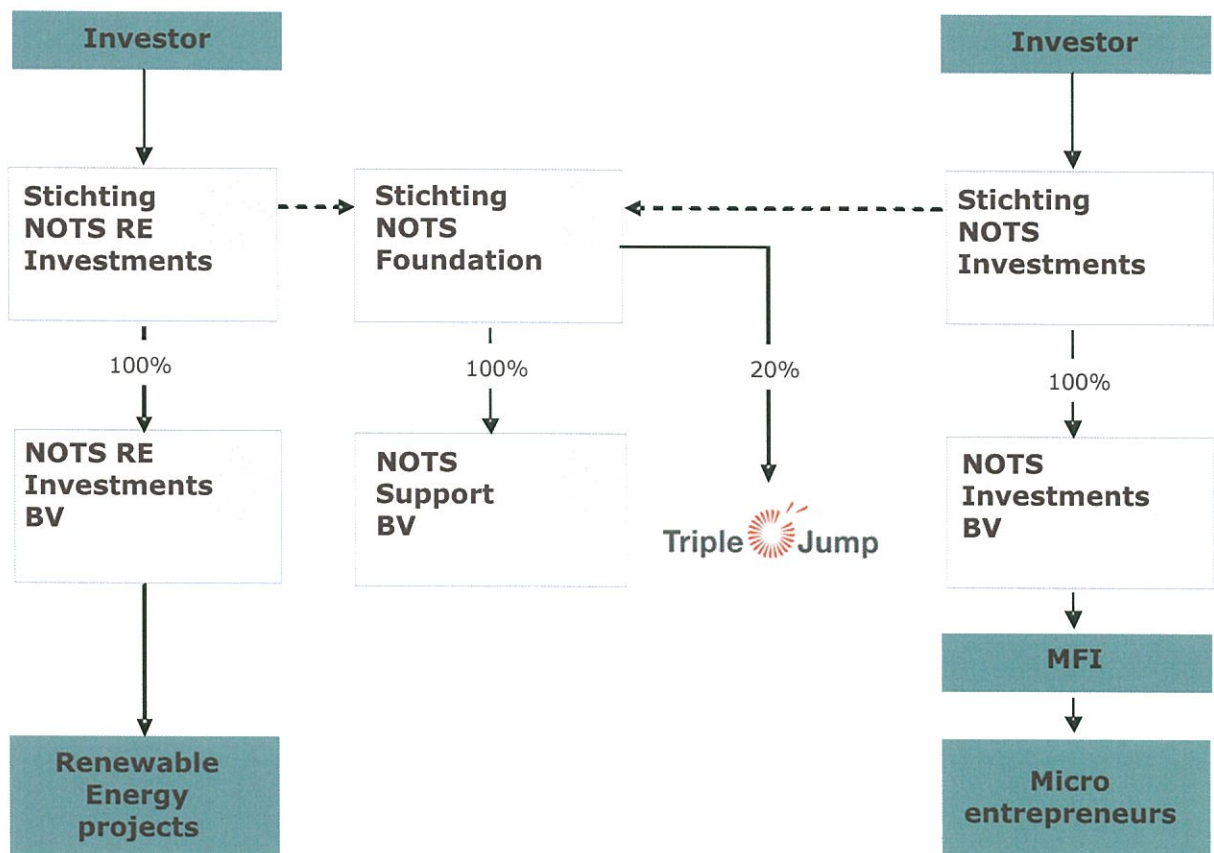 Investor
Investor
Stichting
NOTS RE
Investments
Stichting
NOTS
Foundation
Stichting
NOTS
Investments
100%
100%
20%
100%
NOTS RE
Investments
BV
NOTS
Support
BV
Triple Jump
NOTS
Investments
BV
MFI
Renewable
Energy
projects
Micro
entrepreneurs